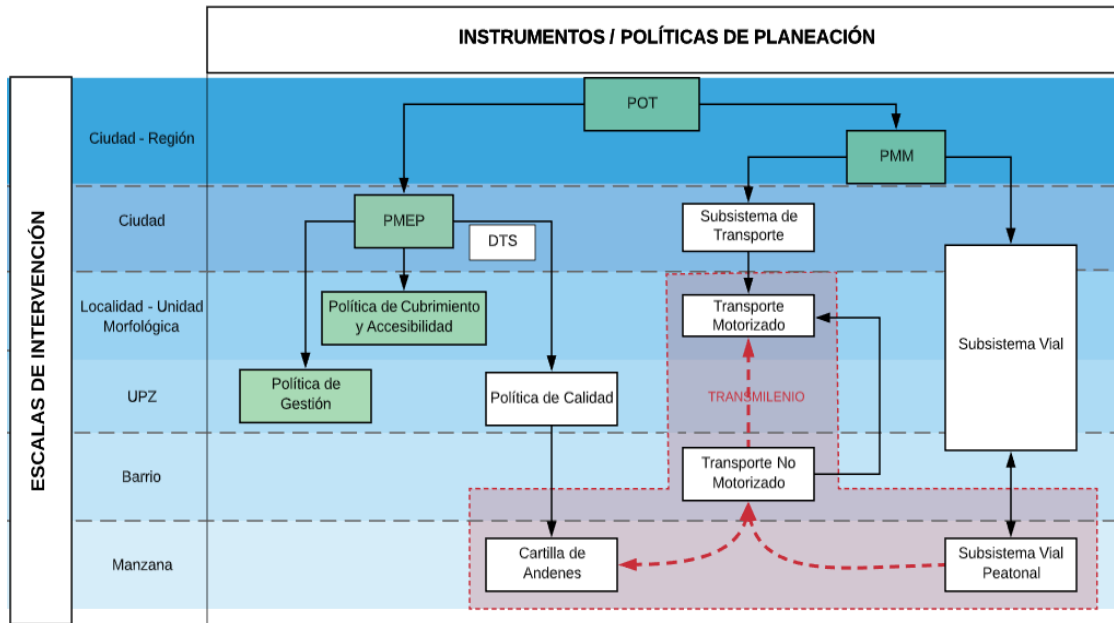 INSTRUMENTOS / POLÍTICAS DE PLANEACIÓN
ESCALAS DE INTERVENCIÓN
Ciudad - Región
POT
PMM
Ciudad
PMEP
DTS
Subsistema de
Transporte
Localidad - Unidad
Morfológica
Política de Cubrimiento
y Accesibilidad
Transporte
Motorizado
Subsistema Vial
UPZ
Política de
Gestión
Política de Calidad
TRANSMILENIO
Barrio
Transporte No
Motorizado
Manzana
Cartilla de
Andenes
Subsistema Vial
Peatonal